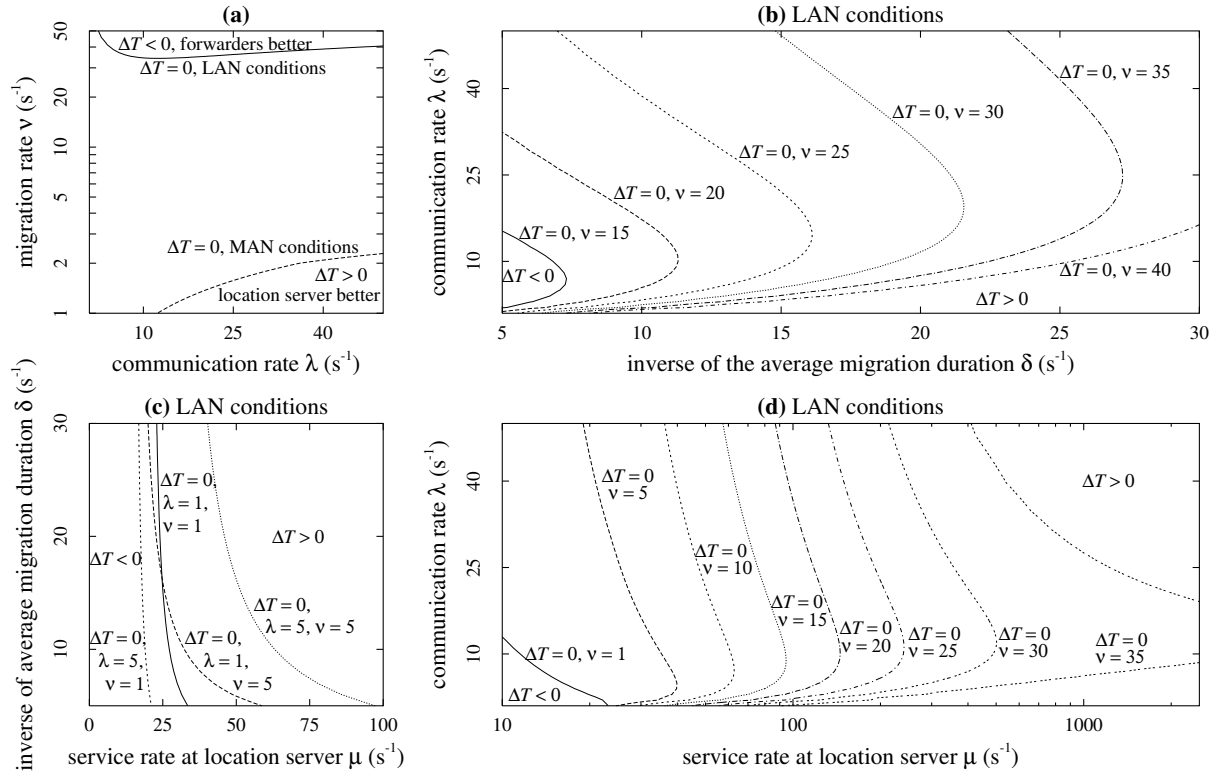 (a)
50
20
10
5
2
1
10
25
40
migration rate ν (s⁻¹)
communication rate λ (s⁻¹)
ΔT < 0, forwarders better
ΔT = 0, LAN conditions
ΔT = 0, MAN conditions
ΔT > 0
location server better
(b) LAN conditions
40
25
10
5
10
15
20
25
30
communication rate λ (s⁻¹)
inverse of the average migration duration δ (s⁻¹)
ΔT = 0, ν = 35
ΔT = 0, ν = 30
ΔT = 0, ν = 25
ΔT = 0, ν = 20
ΔT = 0, ν = 15
ΔT < 0
ΔT = 0, ν = 40
ΔT > 0
(c) LAN conditions
30
20
10
0
25
50
75
100
inverse of average migration duration δ (s⁻¹)
service rate at location server μ (s⁻¹)
ΔT = 0,
λ = 1,
ν = 1
ΔT < 0
ΔT > 0
ΔT = 0,
λ = 5, ν = 5
ΔT = 0,
λ = 5,
ν = 1
ΔT = 0,
λ = 1,
ν = 5
(d) LAN conditions
40
25
10
10
100
1000
communication rate λ (s⁻¹)
service rate at location server μ (s⁻¹)
ΔT = 0
ν = 5
ΔT > 0
ΔT = 0
ν = 10
ΔT = 0
ν = 15
ΔT = 0
ν = 20
ΔT = 0
ν = 25
ΔT = 0
ν = 30
ΔT = 0
ν = 35
ΔT = 0, ν = 1
ΔT < 0